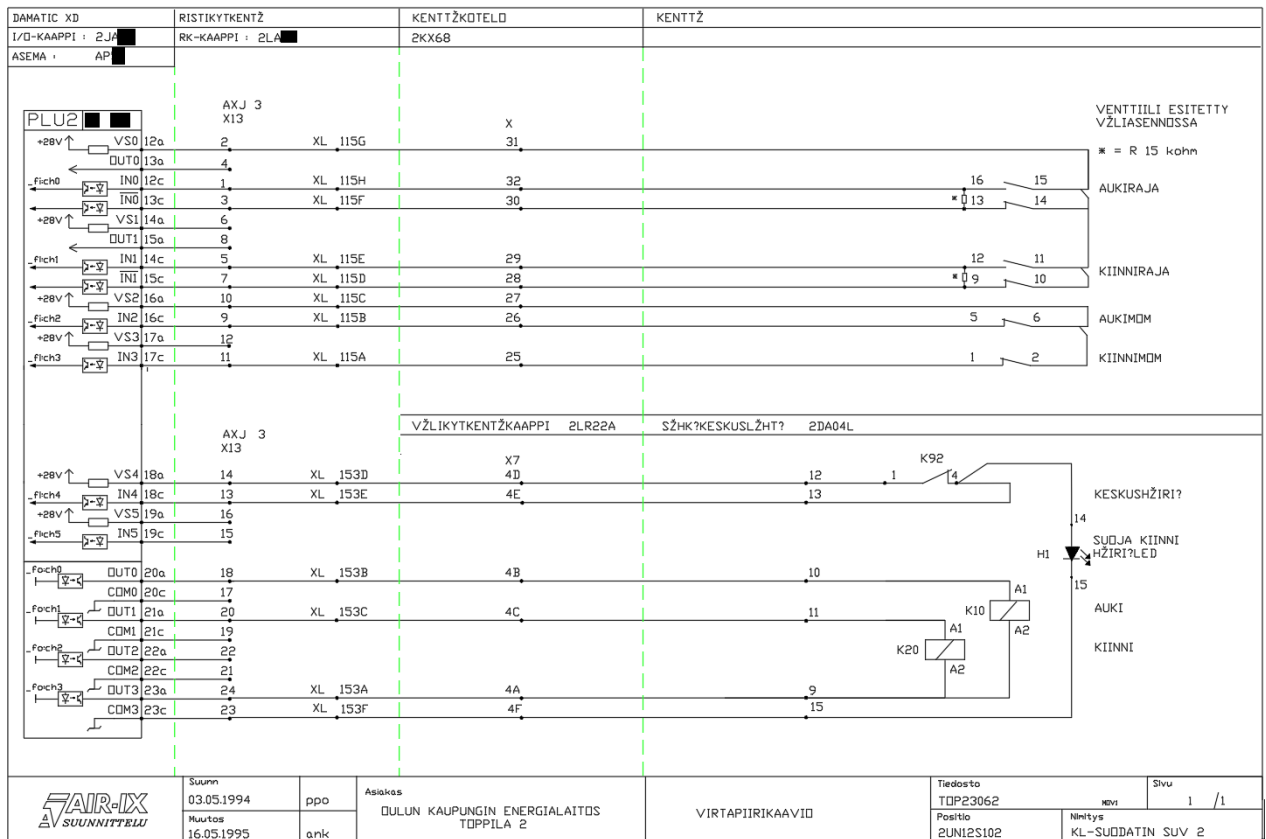 DAMATIC XD RISTIKYTKENTŽ KENTTŽKOTELO KENTTŽ
I/O-KAAPPI : 2JA RK-KAAPPI : 2LA 2KX68
ASEMA : AP
AXJ 3
X13 X
VENTTIILI ESITETTY
VŽLIASENNOSSA
* = R 15 kohm
PLU2
+28V VS0 12a 2 XL 115G 31
OUT0 13a 4
_fi:ch0 IN0 12c 1 XL 115H 32 16 15 AUKIRAJA
IN0 13c 3 XL 115F 30 * 13 14
+28V VS1 14a 6
OUT1 15a 8
_fi:ch1 IN1 14c 5 XL 115E 29 12 11 KIINNIRAJA
IN1 15c 7 XL 115D 28 * 9 10
+28V VS2 16a 10 XL 115C 27
_fi:ch2 IN2 16c 9 XL 115B 26 5 6 AUKIMOM
+28V VS3 17a 12
_fi:ch3 IN3 17c 11 XL 115A 25 1 2 KIINNIMOM
VŽLIKYTKENTŽKAAPPI 2LR22A SŽHK?KESKUSLŽHT? 2DA04L
AXJ 3
X13 X7
+28V VS4 18a 14 XL 153D 4D 12 1 K92 4
_fi:ch4 IN4 18c 13 XL 153E 4E 13 KESKUSHŽIRI?
+28V VS5 19a 16
_fi:ch5 IN5 19c 15
14
H1 SUOJA KIINNI
HŽIRI?LED
15
_fo:ch0 OUT0 20a 18 XL 153B 4B 10
COM0 20c 17
K10 A1 A2 AUKI
_fo:ch1 OUT1 21a 20 XL 153C 4C 11
COM1 21c 19
K20 A1 A2 KIINNI
_fo:ch2 OUT2 22a 22
COM2 22c 21
_fo:ch3 OUT3 23a 24 XL 153A 4A 9
COM3 23c 23 XL 153F 4F 15
AIR-IX
SUUNNITTELU
Suunn
03.05.1994 ppo
Muutos
16.05.1995 ank
Asiakas
OULUN KAUPUNGIN ENERGIALAITOS
TOPPILA 2
VIRTAPIIRIKAAVIO
Tiedosto
TOP23062 MOV1
Sivu
1 /1
Positio
2UN12S102
Nimitys
KL-SUODATIN SUV 2